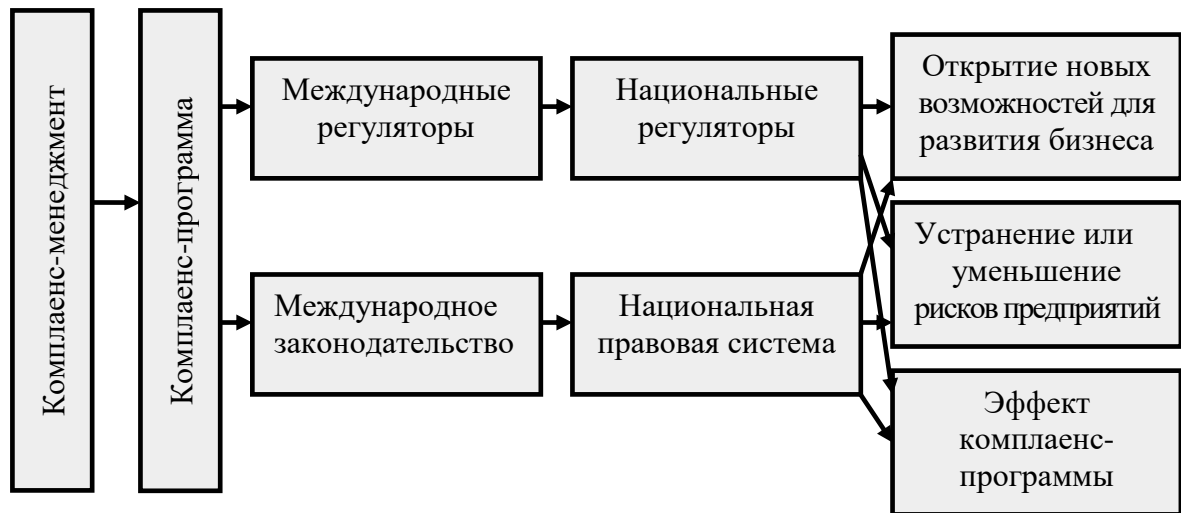 Комплаенс-менеджмент
Комплаенс-программа
Международные
регуляторы
Национальные
регуляторы
Открытие новых
возможностей для
развития бизнеса
Устранение или
уменьшение
рисков предприятий
Международное
законодательство
Национальная
правовая система
Эффект
комплаенс-
программы